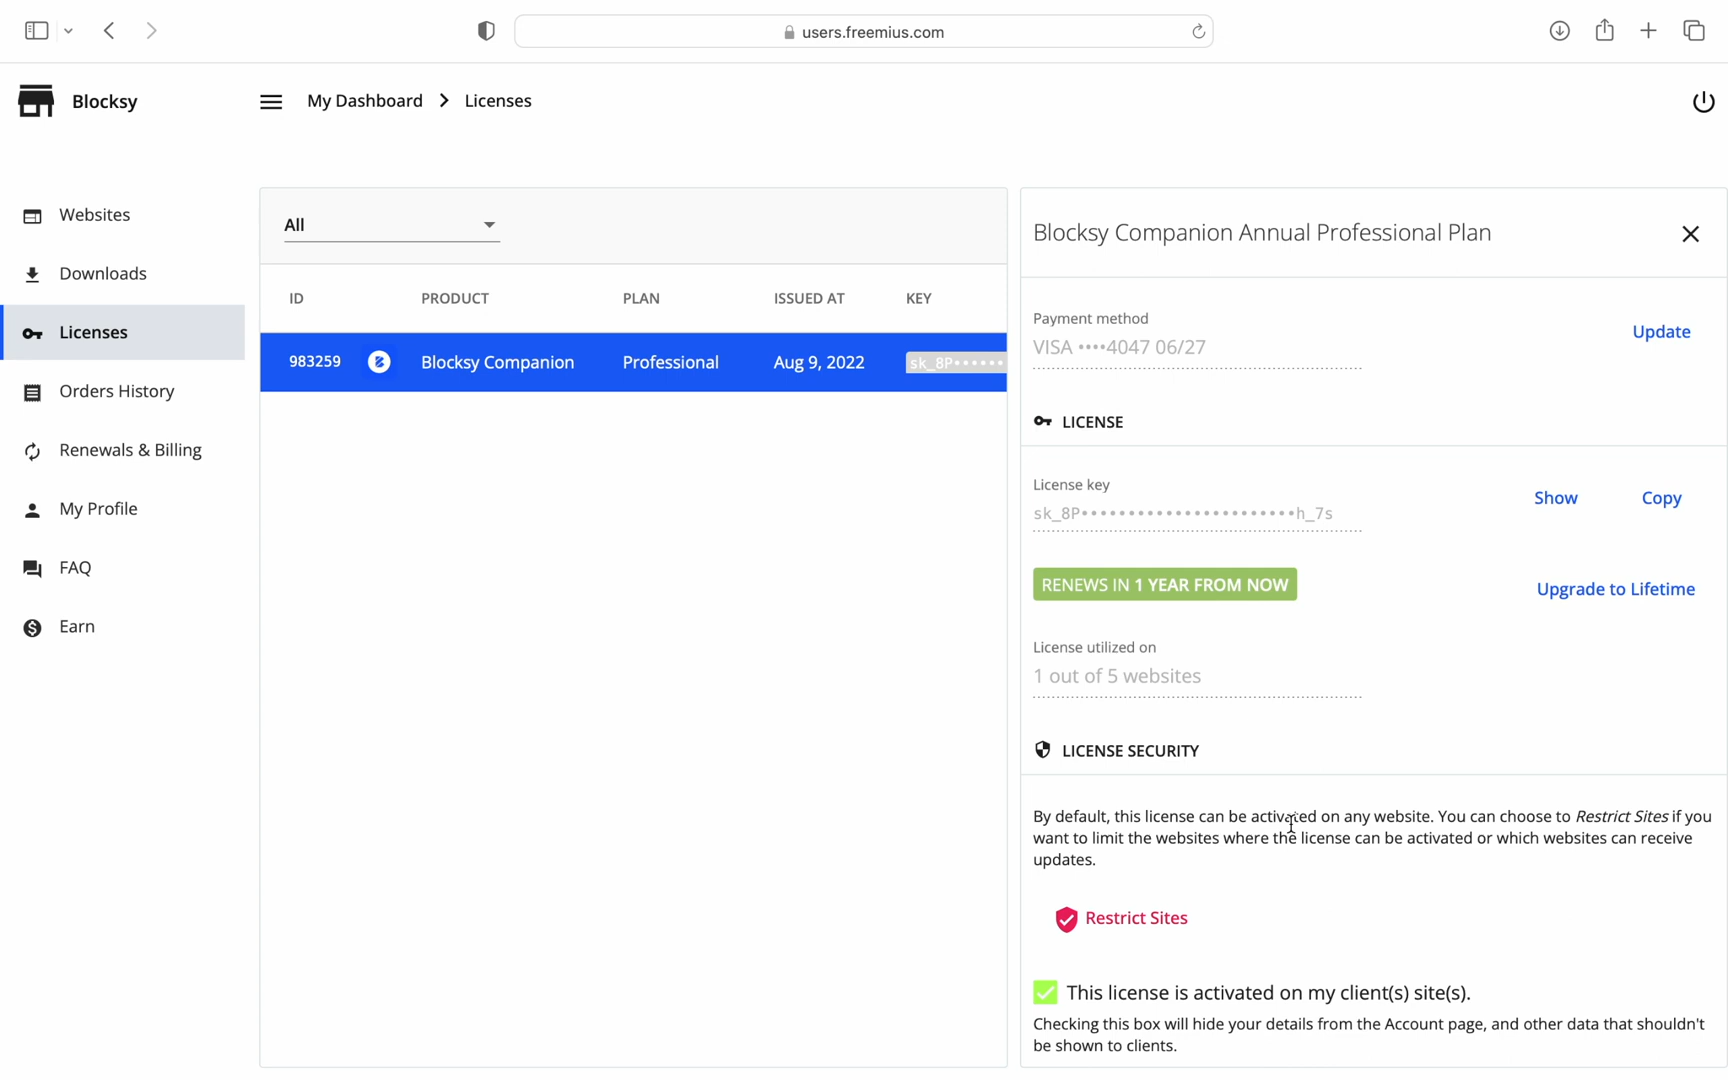 users.freemius.com
Blocksy
My Dashboard
Licenses
Websites
Downloads
Licenses
Orders History
Renewals & Billing
My Profile
FAQ
Earn
All
ID PRODUCT PLAN ISSUED AT KEY
983259 Blocksy Companion Professional Aug 9, 2022 sk_8P••••••
Blocksy Companion Annual Professional Plan
Payment method
VISA ••••4047 06/27
Update
LICENSE
License key
sk_8P•••••••••••••••••••••••h_7s
Show Copy
RENEWS IN 1 YEAR FROM NOW
Upgrade to Lifetime
License utilized on
1 out of 5 websites
LICENSE SECURITY
By default, this license can be activated on any website. You can choose to Restrict Sites if you
want to limit the websites where the license can be activated or which websites can receive
updates.
Restrict Sites
This license is activated on my client(s) site(s).
Checking this box will hide your details from the Account page, and other data that shouldn't
be shown to clients.